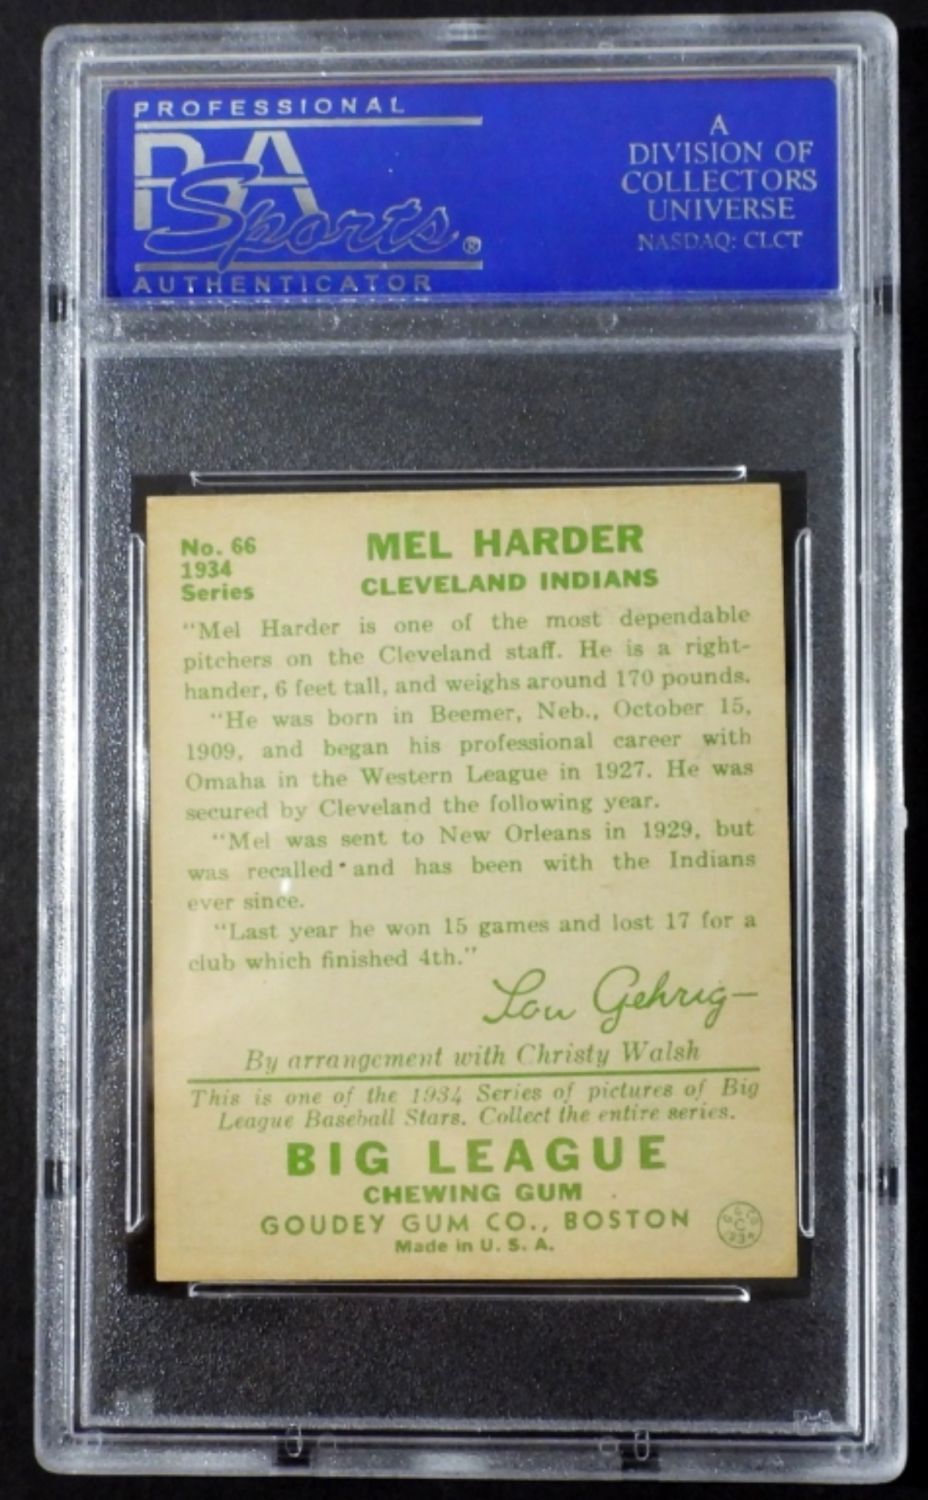 PROFESSIONAL
PSA
Sports ®
AUTHENTICATOR
A
DIVISION OF
COLLECTORS
UNIVERSE
NASDAQ: CLCT
No. 66
1934
Series
MEL HARDER
CLEVELAND INDIANS
"Mel Harder is one of the most dependable
pitchers on the Cleveland staff. He is a right-
hander, 6 feet tall, and weighs around 170 pounds.
"He was born in Beemer, Neb., October 15,
1909, and began his professional career with
Omaha in the Western League in 1927. He was
secured by Cleveland the following year.
"Mel was sent to New Orleans in 1929, but
was recalled and has been with the Indians
ever since.
"Last year he won 15 games and lost 17 for a
club which finished 4th."
Lou Gehrig—
By arrangement with Christy Walsh
This is one of the 1934 Series of pictures of Big
League Baseball Stars. Collect the entire series.
BIG LEAGUE
CHEWING GUM
GOUDEY GUM CO., BOSTON
Made in U. S. A.